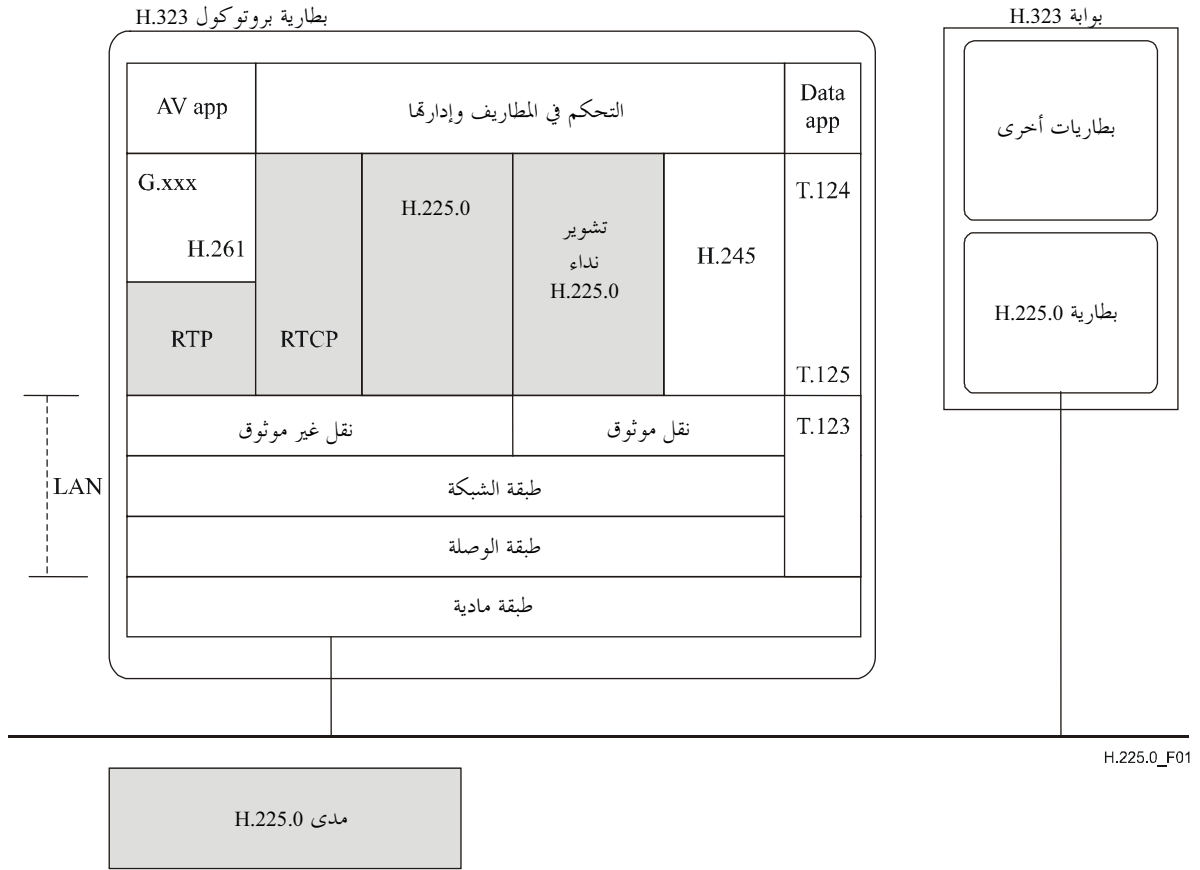 بطارية بروتوكول H.323
بوابة H.323
AV app
التحكم في المطاريف وإدارتها
Data
app
بطاريات أخرى
G.xxx
H.261
RTP
RTCP
H.225.0
تشوير
نداء
H.225.0
H.245
T.124
T.125
بطارية H.225.0
LAN
نقل غير موثوق
نقل موثوق
T.123
طبقة الشبكة
طبقة الوصلة
طبقة مادية
H.225.0_F01
مدى H.225.0